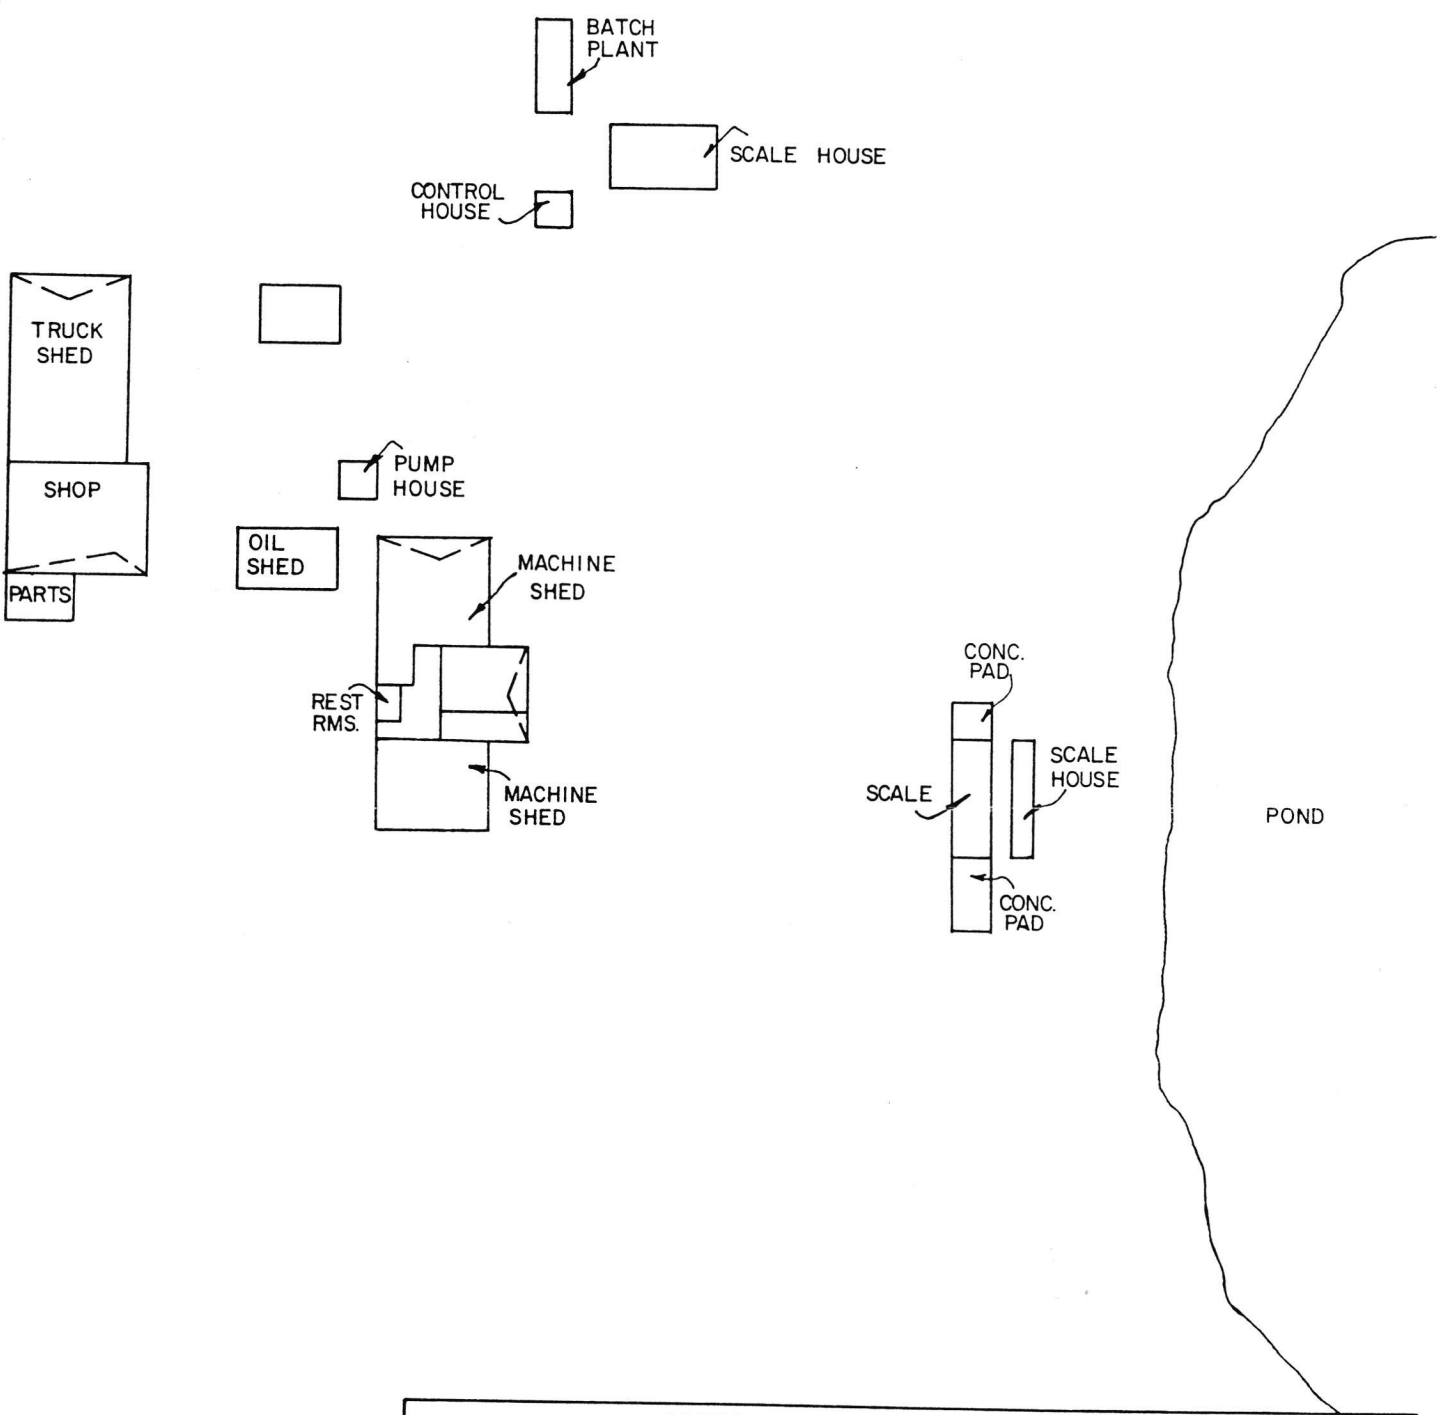 BATCH
PLANT
SCALE HOUSE
CONTROL
HOUSE
TRUCK
SHED
PUMP
HOUSE
SHOP
OIL
SHED
MACHINE
SHED
PARTS
CONC.
PAD
REST
RMS.
SCALE
HOUSE
SCALE
MACHINE
SHED
POND
CONC.
PAD